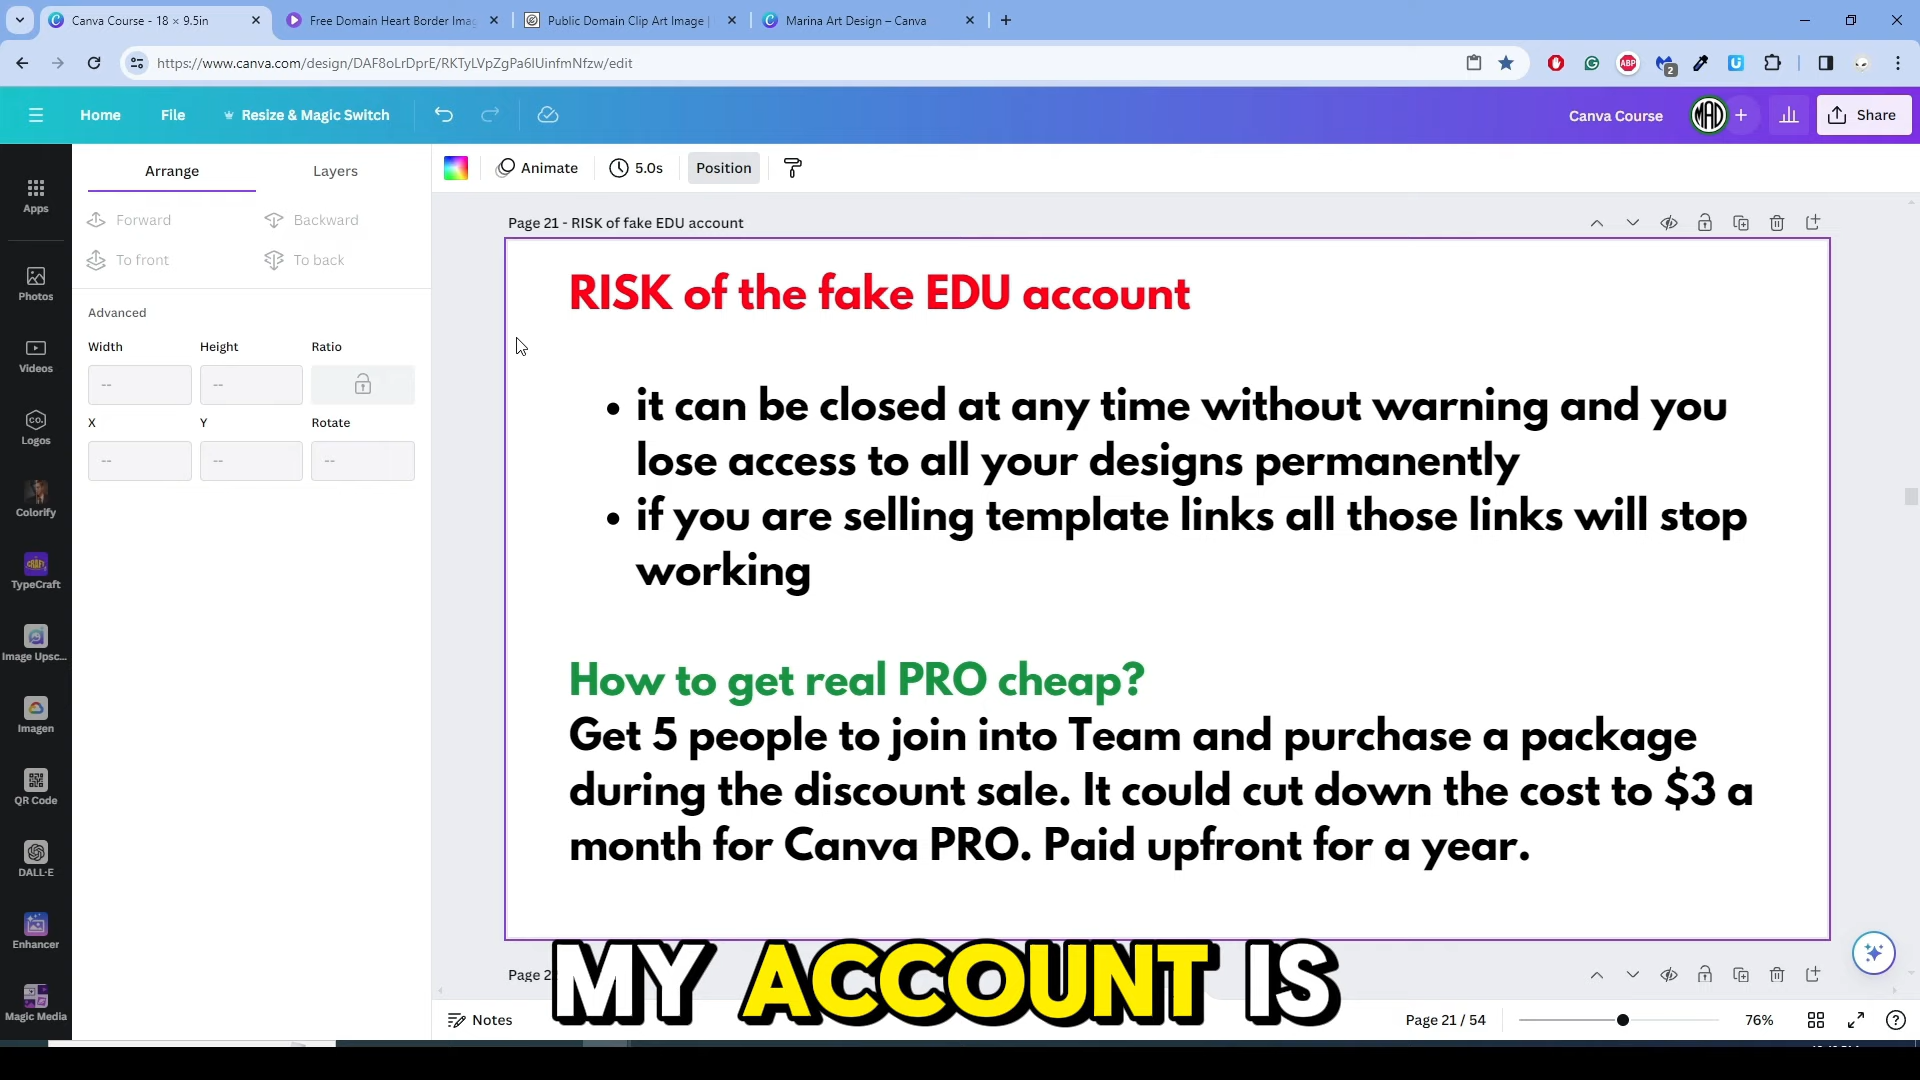 Canva Course - 18 × 9.5in
Free Domain Heart Border Imag
Public Domain Clip Art Image |
Marina Art Design – Canva
https://www.canva.com/design/DAF8oLrDprE/RKTyLVpZgPa6IUinfmNfzw/edit
ABP
2
Home
File
Resize & Magic Switch
Canva Course
MAD
Share
Arrange
Layers
Animate
5.0s
Position
Apps
Forward
Backward
To front
To back
Page 21 - RISK of fake EDU account
Photos
Advanced
Width
Height
Ratio
--
--
Videos
X
Y
Rotate
--
--
--
co.
Logos
Colorify
CRAFT
TypeCraft
Image Upsc...
Imagen
QR Code
DALL·E
Enhancer
Magic Media
RISK of the fake EDU account
• it can be closed at any time without warning and you
lose access to all your designs permanently
• if you are selling template links all those links will stop
working
How to get real PRO cheap?
Get 5 people to join into Team and purchase a package
during the discount sale. It could cut down the cost to $3 a
month for Canva PRO. Paid upfront for a year.
Page 2
MY ACCOUNT IS
Notes
Page 21 / 54
76%